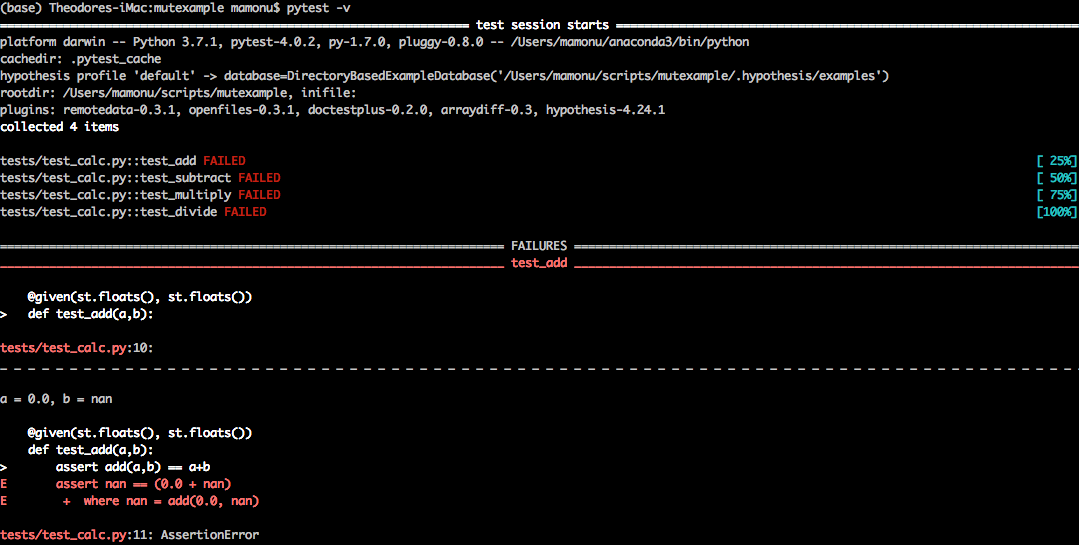 (base) Theodores-iMac:mutexample mamonu$ pytest -v
test session starts
platform darwin -- Python 3.7.1, pytest-4.0.2, py-1.7.0, pluggy-0.8.0 -- /Users/mamonu/anaconda3/bin/python
cachedir: .pytest_cache
hypothesis profile 'default' -> database=DirectoryBasedExampleDatabase('/Users/mamonu/scripts/mutexample/.hypothesis/examples')
rootdir: /Users/mamonu/scripts/mutexample, inifile:
plugins: remotedata-0.3.1, openfiles-0.3.1, doctestplus-0.2.0, arraydiff-0.3, hypothesis-4.24.1
collected 4 items
tests/test_calc.py::test_add FAILED [ 25%]
tests/test_calc.py::test_subtract FAILED [ 50%]
tests/test_calc.py::test_multiply FAILED [ 75%]
tests/test_calc.py::test_divide FAILED [100%]
FAILURES
test_add
@given(st.floats(), st.floats())
> def test_add(a,b):
tests/test_calc.py:10:
a = 0.0, b = nan
@given(st.floats(), st.floats())
def test_add(a,b):
> assert add(a,b) == a+b
E assert nan == (0.0 + nan)
E + where nan = add(0.0, nan)
tests/test_calc.py:11: AssertionError